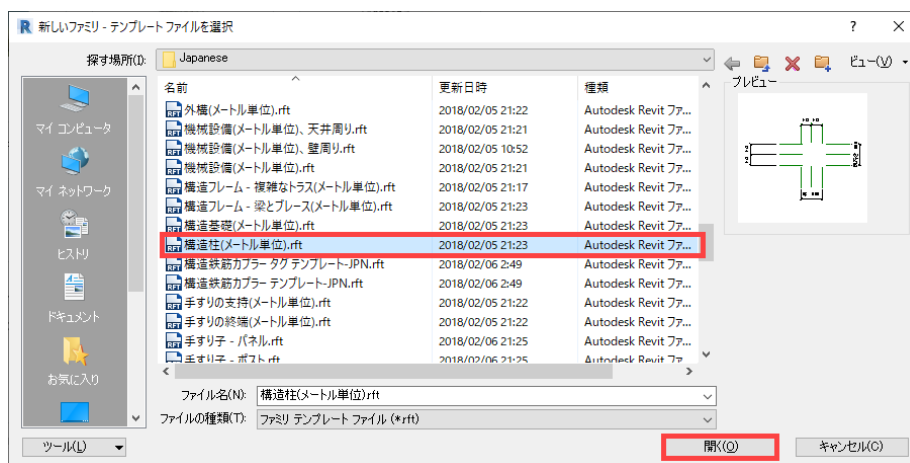 R 新しいファミリ - テンプレート ファイルを選択 ? ×
探す場所(I): Japanese ビュー(V)
名前 更新日時 種類 プレビュー
外構(メートル単位).rft 2018/02/05 21:22 Autodesk Revit ファ...
機械設備(メートル単位)、天井周り.rft 2018/02/05 21:21 Autodesk Revit ファ...
機械設備(メートル単位)、壁周り.rft 2018/02/05 10:52 Autodesk Revit ファ...
機械設備(メートル単位).rft 2018/02/05 21:21 Autodesk Revit ファ...
構造フレーム - 複雑なトラス(メートル単位).rft 2018/02/05 21:17 Autodesk Revit ファ...
構造フレーム - 梁とブレース(メートル単位).rft 2018/02/05 21:23 Autodesk Revit ファ...
構造基礎(メートル単位).rft 2018/02/05 21:23 Autodesk Revit ファ...
構造柱(メートル単位).rft 2018/02/05 21:23 Autodesk Revit ファ...
構造鉄筋カプラー タグ テンプレート-JPN.rft 2018/02/06 2:49 Autodesk Revit ファ...
構造鉄筋カプラー テンプレート-JPN.rft 2018/02/06 2:49 Autodesk Revit ファ...
手すりの支持(メートル単位).rft 2018/02/05 21:22 Autodesk Revit ファ...
手すりの終端(メートル単位).rft 2018/02/05 21:22 Autodesk Revit ファ...
手すり子 - パネル.rft 2018/02/06 21:25 Autodesk Revit ファ...
手すり子 - ポスト.rft 2018/02/06 21:25 Autodesk Revit ファ...
マイ コンピュータ
マイ ネットワーク
ヒストリ
ドキュメント
お気に入り
ファイル名(N): 構造柱(メートル単位).rft
ファイルの種類(T): ファミリ テンプレート ファイル (*.rft)
ツール(L) 開く(O) キャンセル(C)